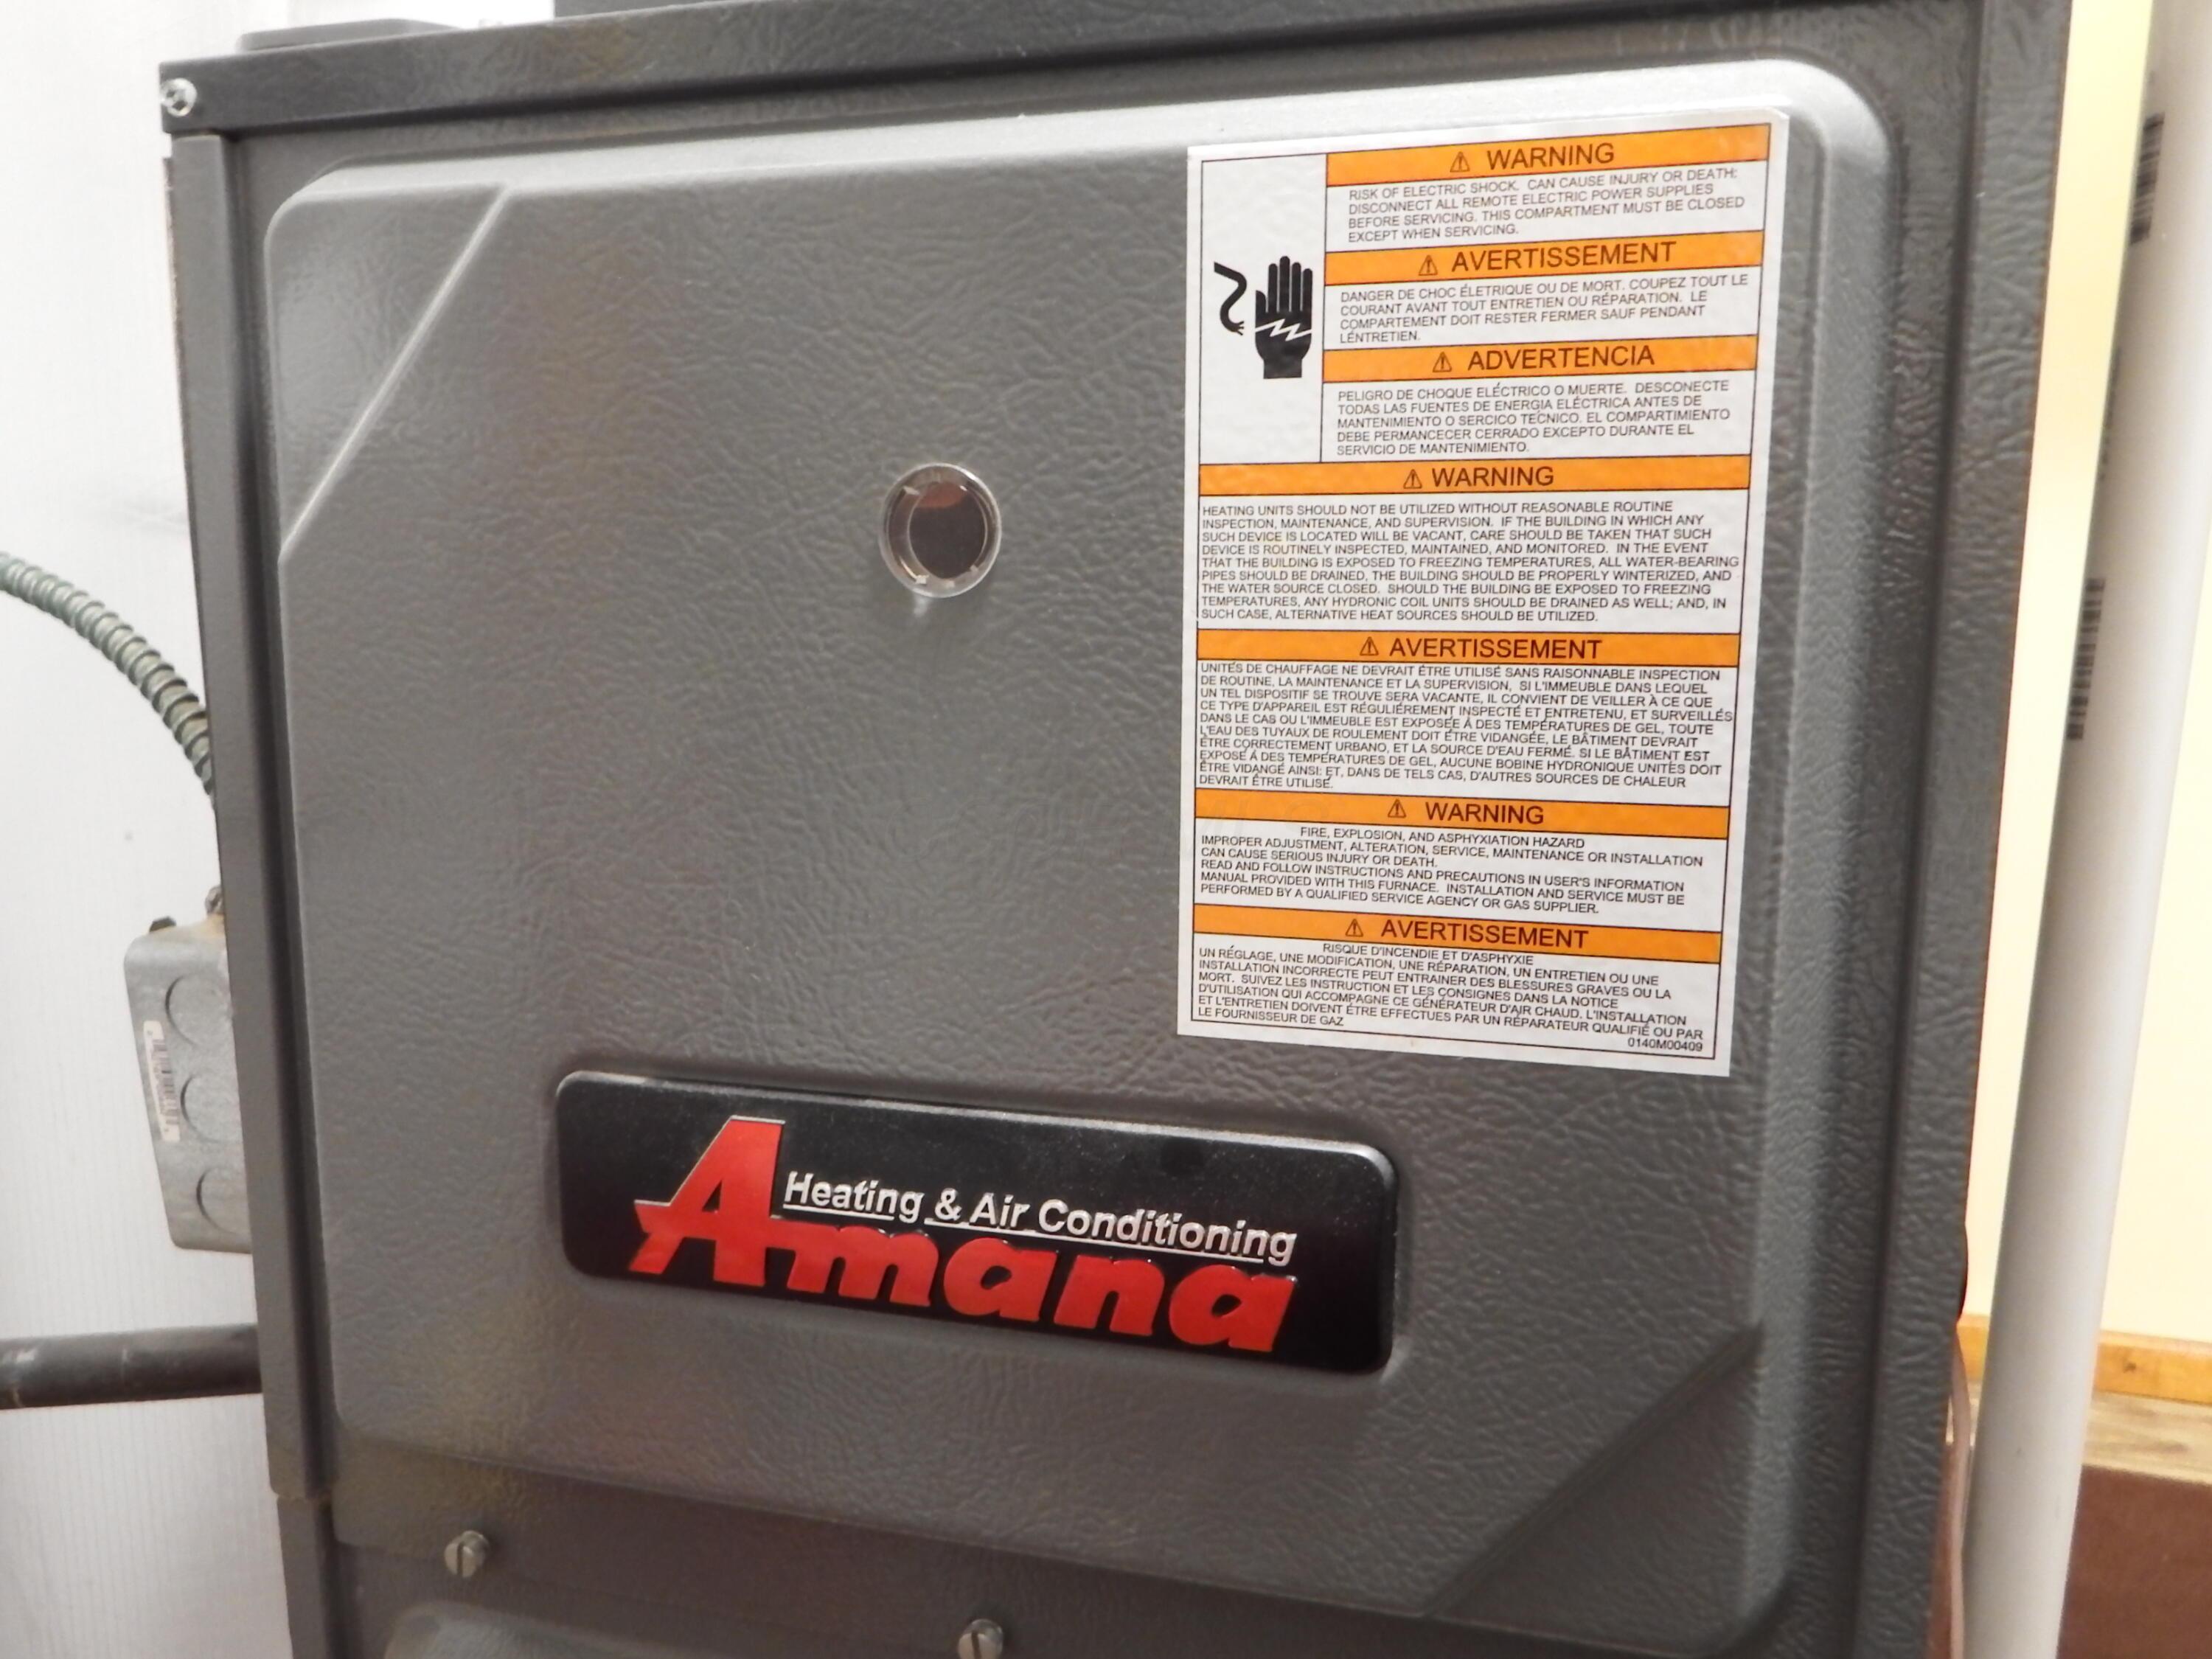 WARNING
RISK OF ELECTRIC SHOCK. CAN CAUSE INJURY OR DEATH:
DISCONNECT ALL REMOTE ELECTRIC POWER SUPPLIES
BEFORE SERVICING. THIS COMPARTMENT MUST BE CLOSED
EXCEPT WHEN SERVICING.
AVERTISSEMENT
DANGER DE CHOC ÉLETRIQUE OU DE MORT. COUPEZ TOUT LE
COURANT AVANT TOUT ENTRETIEN OU RÉPARATION. LE
COMPARTEMENT DOIT RESTER FERMER SAUF PENDANT
LÉNTRETIEN.
ADVERTENCIA
PELIGRO DE CHOQUE ELÉCTRICO O MUERTE. DESCONECTE
TODAS LAS FUENTES DE ENERGIA ELÉCTRICA ANTES DE
MANTENIMIENTO O SERCICO TECNICO. EL COMPARTIMIENTO
DEBE PERMANCECER CERRADO EXCEPTO DURANTE EL
SERVICIO DE MANTENIMIENTO.
WARNING
HEATING UNITS SHOULD NOT BE UTILIZED WITHOUT REASONABLE ROUTINE
INSPECTION, MAINTENANCE, AND SUPERVISION. IF THE BUILDING IN WHICH ANY
SUCH DEVICE IS LOCATED WILL BE VACANT, CARE SHOULD BE TAKEN THAT SUCH
DEVICE IS ROUTINELY INSPECTED, MAINTAINED, AND MONITORED. IN THE EVENT
THAT THE BUILDING IS EXPOSED TO FREEZING TEMPERATURES, ALL WATER-BEARING
PIPES SHOULD BE DRAINED, THE BUILDING SHOULD BE PROPERLY WINTERIZED, AND
THE WATER SOURCE CLOSED. SHOULD THE BUILDING BE EXPOSED TO FREEZING
TEMPERATURES, ANY HYDRONIC COIL UNITS SHOULD BE DRAINED AS WELL; AND, IN
SUCH CASE, ALTERNATIVE HEAT SOURCES SHOULD BE UTILIZED.
AVERTISSEMENT
UNITÉS DE CHAUFFAGE NE DEVRAIT ÊTRE UTILISÉ SANS RAISONNABLE INSPECTION
DE ROUTINE, LA MAINTENANCE ET LA SUPERVISION, SI L'IMMEUBLE DANS LEQUEL
UN TEL DISPOSITIF SE TROUVE SERA VACANTE, IL CONVIENT DE VEILLER À CE QUE
CE TYPE D'APPAREIL EST RÉGULIÉREMENT INSPECTÉ ET ENTRETENU, ET SURVEILLÉS
DANS LE CAS OU L'IMMEUBLE EST EXPOSÉE À DES TEMPÉRATURES DE GEL, TOUTE
L'EAU DES TUYAUX DE ROULEMENT DOIT ÊTRE VIDANGÉE, LE BÂTIMENT DEVRAIT
ÊTRE CORRECTEMENT URBANO, ET LA SOURCE D'EAU FERMÉ. SI LE BÂTIMENT EST
EXPOSÉ Á DES TEMPÉRATURES DE GEL, AUCUNE BOBINE HYDRONIQUE UNITÉS DOIT
ÊTRE VIDANGÉ AINSI: ET, DANS DE TELS CAS, D'AUTRES SOURCES DE CHALEUR
DEVRAIT ÊTRE UTILISÉ.
WARNING
FIRE, EXPLOSION, AND ASPHYXIATION HAZARD
IMPROPER ADJUSTMENT, ALTERATION, SERVICE, MAINTENANCE OR INSTALLATION
CAN CAUSE SERIOUS INJURY OR DEATH.
READ AND FOLLOW INSTRUCTIONS AND PRECAUTIONS IN USER'S INFORMATION
MANUAL PROVIDED WITH THIS FURNACE. INSTALLATION AND SERVICE MUST BE
PERFORMED BY A QUALIFIED SERVICE AGENCY OR GAS SUPPLIER.
AVERTISSEMENT
RISQUE D'INCENDIE ET D'ASPHYXIE
UN RÉGLAGE, UNE MODIFICATION, UNE RÉPARATION, UN ENTRETIEN OU UNE
INSTALLATION INCORRECTE PEUT ENTRAINER DES BLESSURES GRAVES OU LA
MORT. SUIVEZ LES INSTRUCTION ET LES CONSIGNES DANS LA NOTICE
D'UTILISATION QUI ACCOMPAGNE CE GÉNÉRATEUR D'AIR CHAUD. L'INSTALLATION
ET L'ENTRETIEN DOIVENT ÊTRE EFFECTUES PAR UN RÉPARATEUR QUALIFIÉ OU PAR
LE FOURNISSEUR DE GAZ
0140M00409
Heating & Air Conditioning
Amana